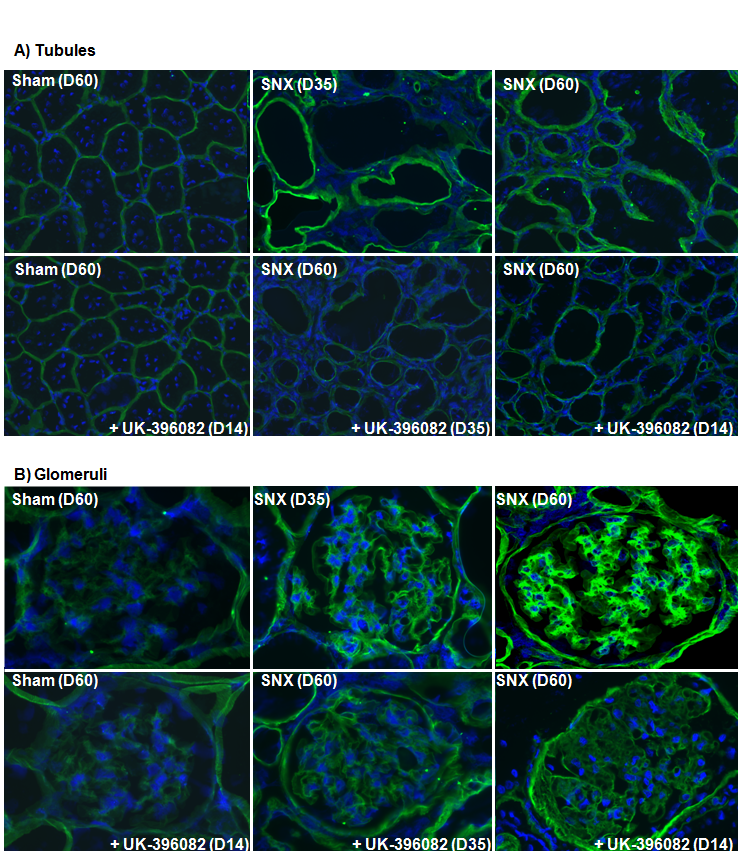 A) Tubules
Sham (D60)
SNX (D35)
SNX (D60)
Sham (D60)
SNX (D60)
SNX (D60)
+ UK-396082 (D14)
+ UK-396082 (D35)
+ UK-396082 (D14)
B) Glomeruli
Sham (D60)
SNX (D35)
SNX (D60)
Sham (D60)
SNX (D60)
SNX (D60)
+ UK-396082 (D14)
+ UK-396082 (D35)
+ UK-396082 (D14)